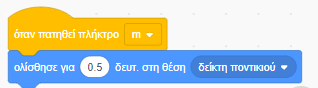 όταν πατηθεί πλήκτρο m
ολίσθησε για 0.5 δευτ. στη θέση δείκτη ποντικιού